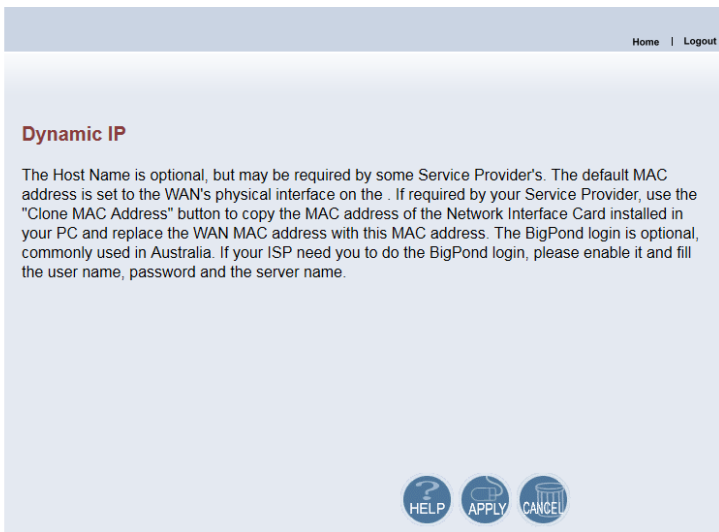 Home | Logout
Dynamic IP
The Host Name is optional, but may be required by some Service Provider's. The default MAC
address is set to the WAN's physical interface on the . If required by your Service Provider, use the
"Clone MAC Address" button to copy the MAC address of the Network Interface Card installed in
your PC and replace the WAN MAC address with this MAC address. The BigPond login is optional,
commonly used in Australia. If your ISP need you to do the BigPond login, please enable it and fill
the user name, password and the server name.
HELP APPLY CANCEL